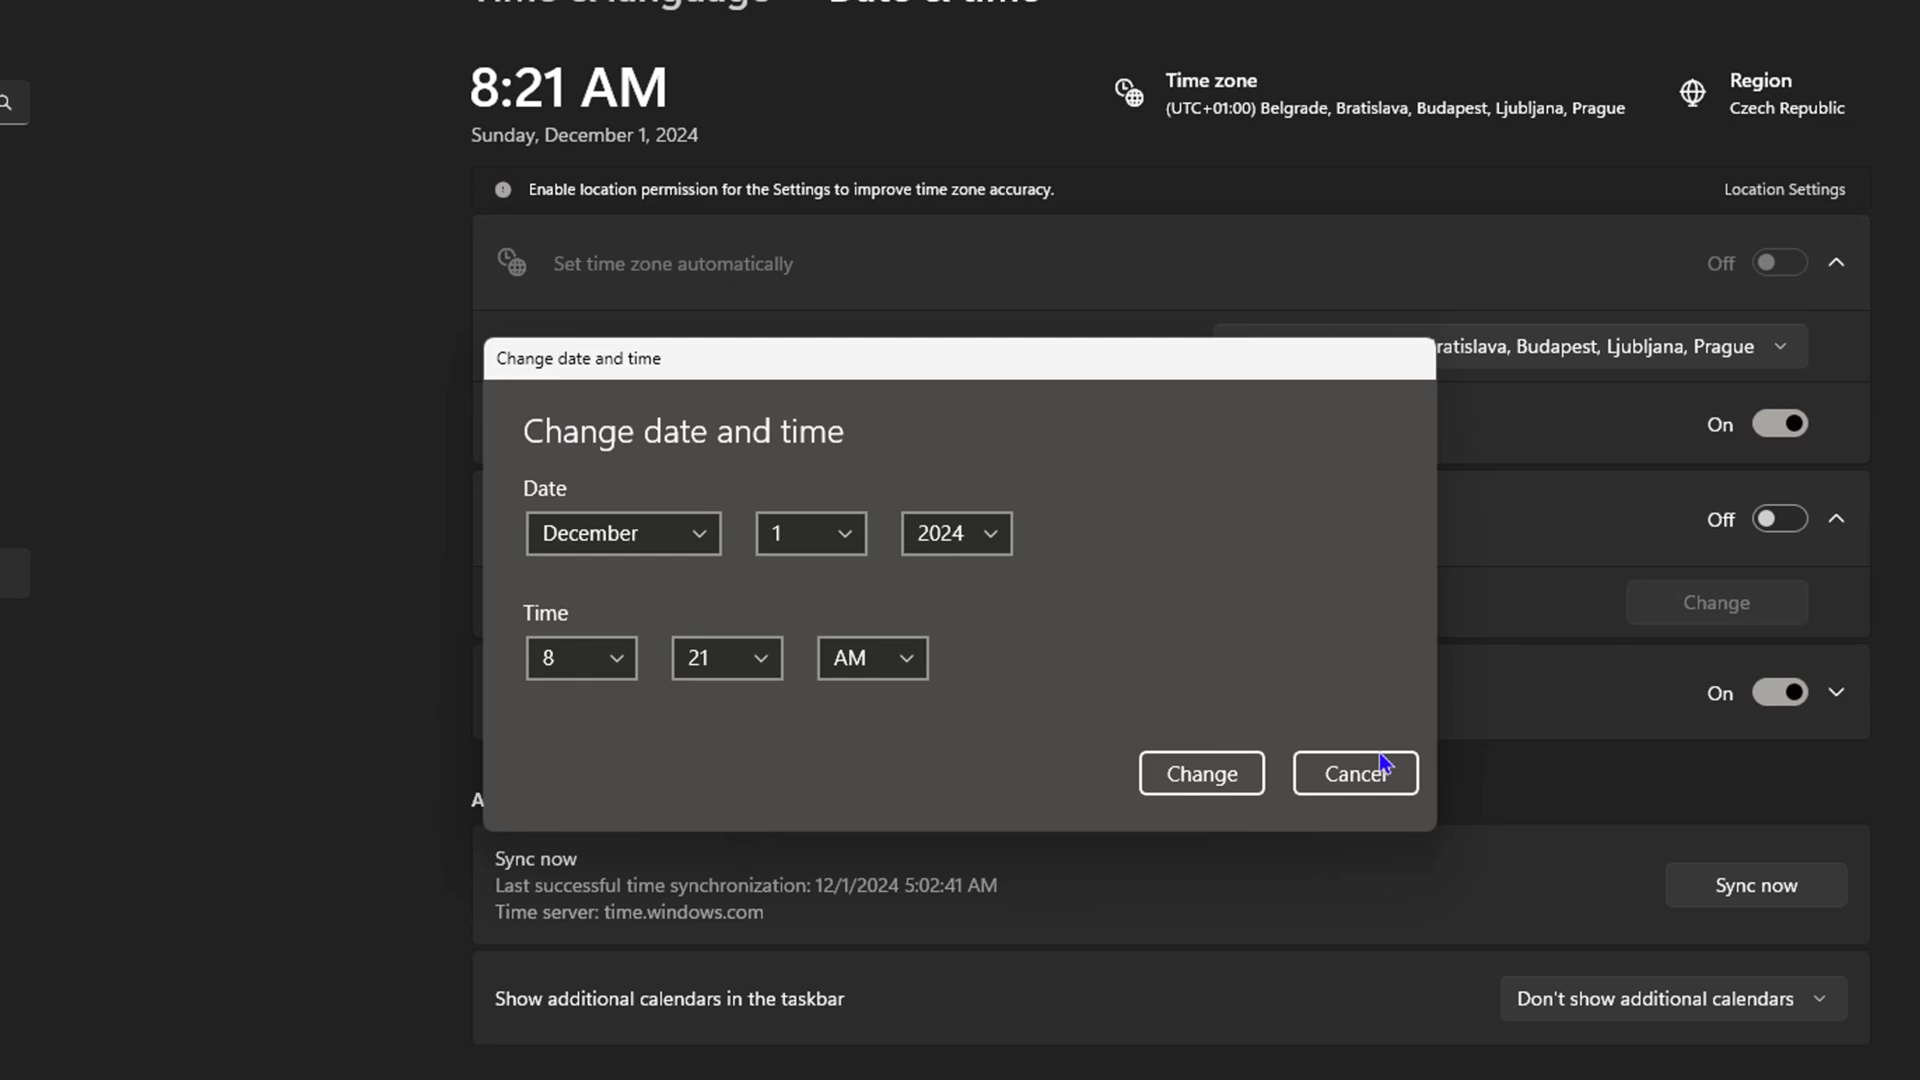 Time & language Date & time
8:21 AM
Sunday, December 1, 2024
Time zone
(UTC+01:00) Belgrade, Bratislava, Budapest, Ljubljana, Prague
Region
Czech Republic
Enable location permission for the Settings to improve time zone accuracy.
Location Settings
Set time zone automatically
Off
ratislava, Budapest, Ljubljana, Prague
On
Change date and time
Change date and time
Date
December 1 2024
Off
Time
Change
8 21 AM
On
Change Cancel
A
Sync now
Last successful time synchronization: 12/1/2024 5:02:41 AM
Time server: time.windows.com
Sync now
Show additional calendars in the taskbar
Don't show additional calendars